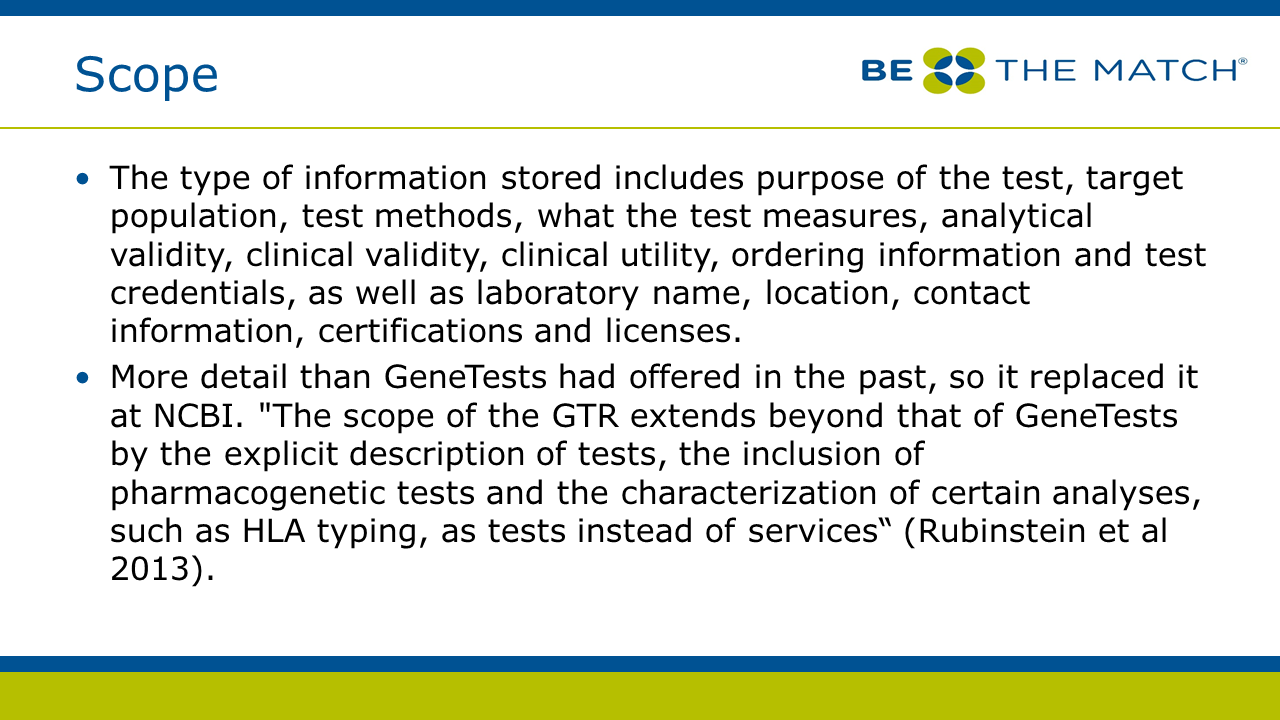 Scope
BE THE MATCH®
• The type of information stored includes purpose of the test, target
population, test methods, what the test measures, analytical
validity, clinical validity, clinical utility, ordering information and test
credentials, as well as laboratory name, location, contact
information, certifications and licenses.
• More detail than GeneTests had offered in the past, so it replaced it
at NCBI. "The scope of the GTR extends beyond that of GeneTests
by the explicit description of tests, the inclusion of
pharmacogenetic tests and the characterization of certain analyses,
such as HLA typing, as tests instead of services‟ (Rubinstein et al
2013).